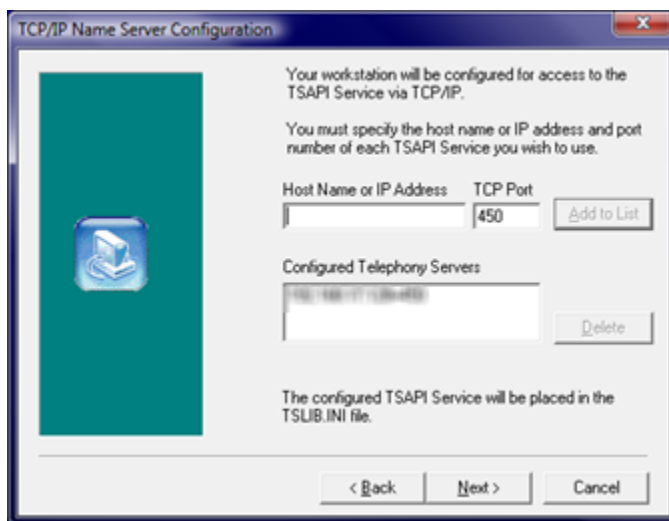 TCP/IP Name Server Configuration
Your workstation will be configured for access to the
TSAPI Service via TCP/IP.
You must specify the host name or IP address and port
number of each TSAPI Service you wish to use.
Host Name or IP Address TCP Port
450 Add to List
Configured Telephony Servers
Delete
The configured TSAPI Service will be placed in the
TSLIB.INI file.
< Back Next > Cancel